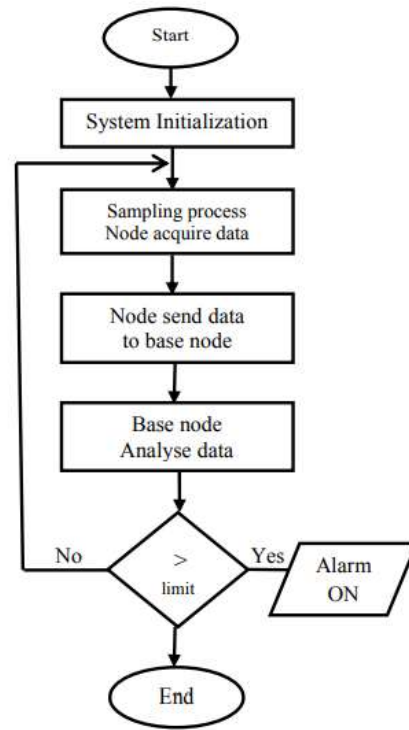 Start
System Initialization
Sampling process
Node acquire data
Node send data
to base node
Base node
Analyse data
No
>
limit
Yes
Alarm
ON
End